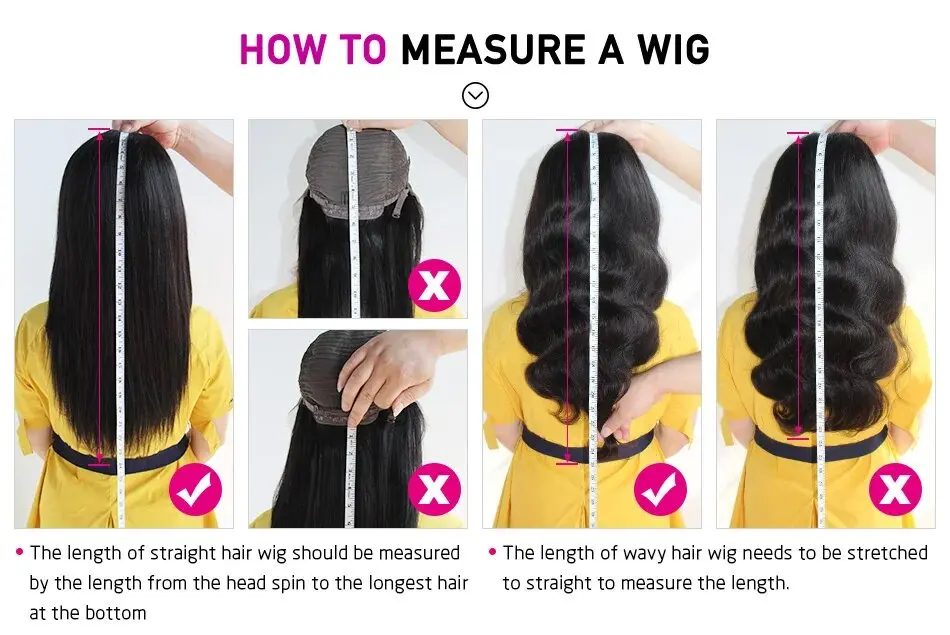 HOW TO MEASURE A WIG
The length of straight hair wig should be measured
by the length from the head spin to the longest hair
at the bottom
The length of wavy hair wig needs to be stretched
to straight to measure the length.